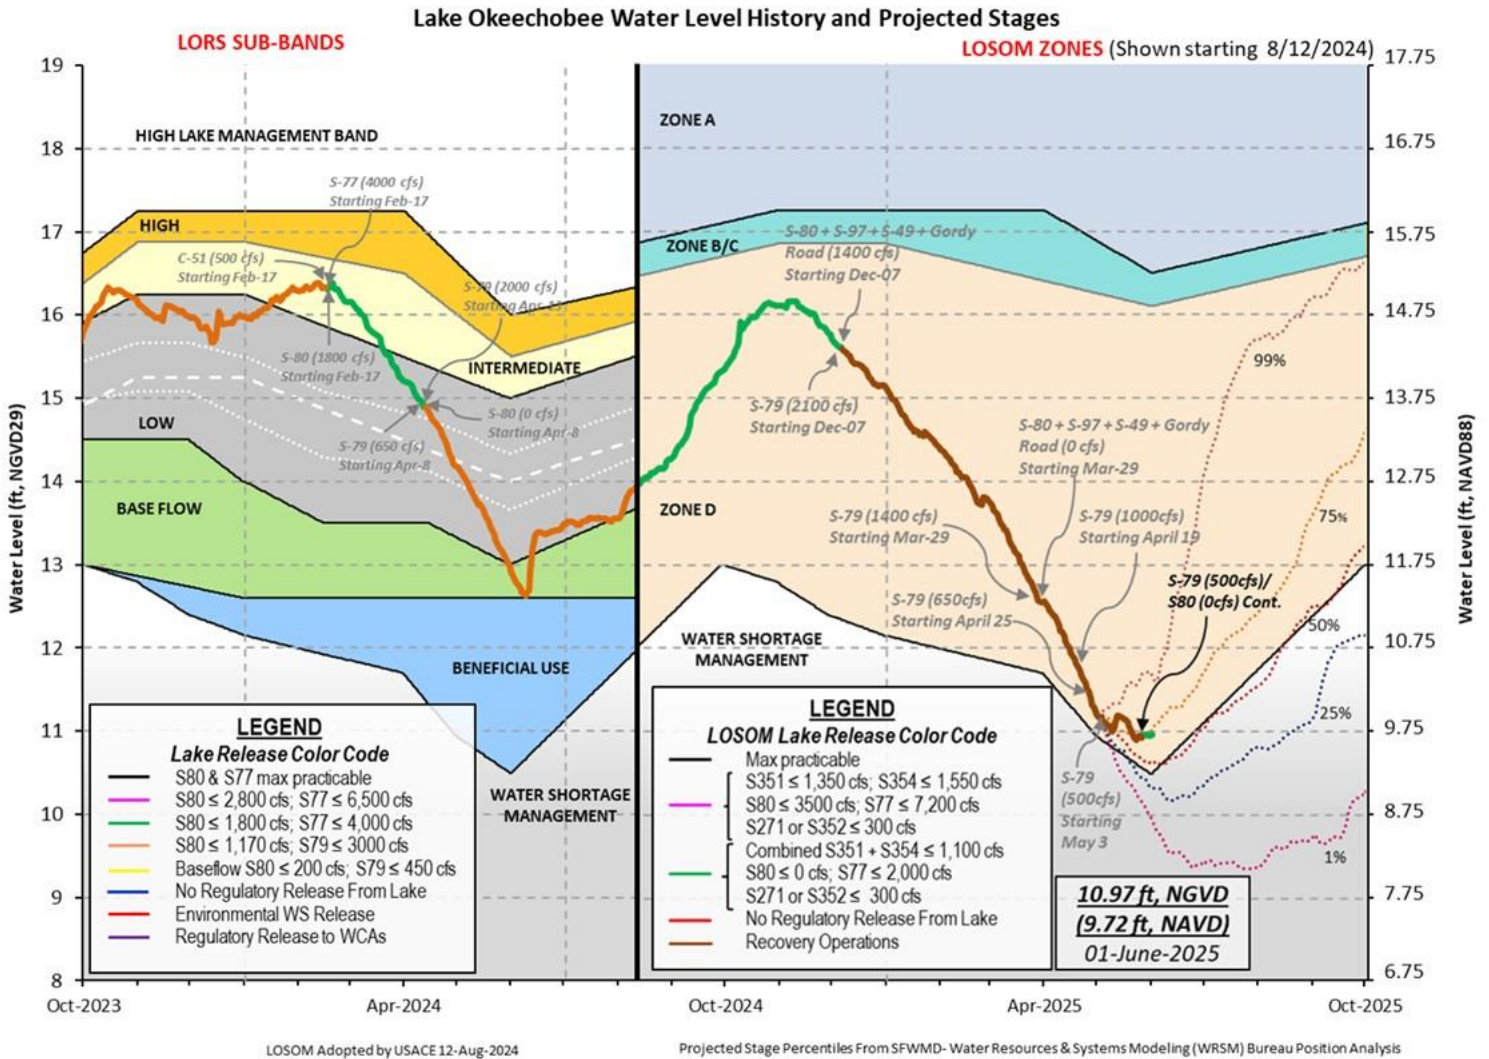 Lake Okeechobee Water Level History and Projected Stages
LORS SUB-BANDS
LOSOM ZONES (Shown starting 8/12/2024)
Water Level (ft, NGVD29)
19
18
17
16
15
14
13
12
11
10
9
8
HIGH LAKE MANAGEMENT BAND
S-77 (4000 cfs)
Starting Feb-17
HIGH
C-51 (500 cfs)
Starting Feb-17
S-79 (2000 cfs)
Starting Apr-13
S-80 (1800 cfs)
Starting Feb-17
INTERMEDIATE
LOW
S-80 (0 cfs)
Starting Apr-8
S-79 (650 cfs)
Starting Apr-8
BASE FLOW
BENEFICIAL USE
WATER SHORTAGE
MANAGEMENT
LEGEND
Lake Release Color Code
S80 & S77 max practicable
S80 ≤ 2,800 cfs; S77 ≤ 6,500 cfs
S80 ≤ 1,800 cfs; S77 ≤ 4,000 cfs
S80 ≤ 1,170 cfs; S79 ≤ 3000 cfs
Baseflow S80 ≤ 200 cfs; S79 ≤ 450 cfs
No Regulatory Release From Lake
Environmental WS Release
Regulatory Release to WCAs
ZONE A
ZONE B/C
S-80 + S-97 + S-49 + Gordy
Road (1400 cfs)
Starting Dec-07
S-79 (2100 cfs)
Starting Dec-07
ZONE D
S-80 + S-97 + S-49 + Gordy
Road (0 cfs)
Starting Mar-29
S-79 (1400 cfs)
Starting Mar-29
S-79 (1000cfs)
Starting April 19
S-79 (650cfs)
Starting April 25
S-79 (500cfs)/
S80 (0cfs) Cont.
WATER SHORTAGE
MANAGEMENT
S-79
(500cfs)
Starting
May 3
99%
75%
50%
25%
1%
LEGEND
LOSOM Lake Release Color Code
Max practicable
S351 ≤ 1,350 cfs; S354 ≤ 1,550 cfs
S80 ≤ 3500 cfs; S77 ≤ 7,200 cfs
S271 or S352 ≤ 300 cfs
Combined S351 + S354 ≤ 1,100 cfs
S80 ≤ 0 cfs; S77 ≤ 2,000 cfs
S271 or S352 ≤ 300 cfs
No Regulatory Release From Lake
Recovery Operations
10.97 ft, NGVD
(9.72 ft, NAVD)
01-June-2025
17.75
16.75
15.75
14.75
13.75
12.75
11.75
10.75
9.75
8.75
7.75
6.75
Water Level (ft, NAVD88)
Oct-2023
Apr-2024
Oct-2024
Apr-2025
Oct-2025
LOSOM Adopted by USACE 12-Aug-2024
Projected Stage Percentiles From SFWMD- Water Resources & Systems Modeling (WRSM) Bureau Position Analysis